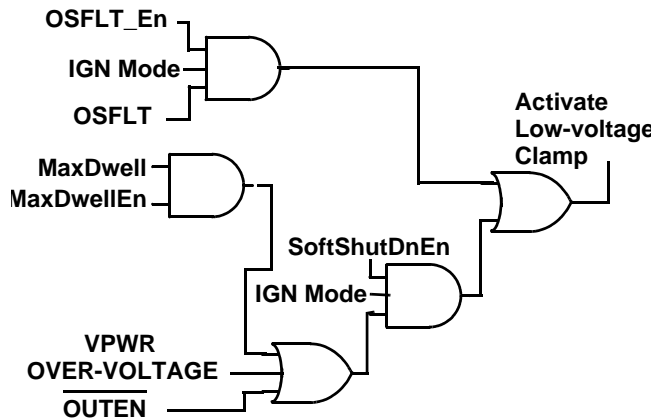 OSFLT_En
IGN Mode
OSFLT
Activate
Low-voltage
Clamp
MaxDwell
MaxDwellEn
SoftShutDnEn
IGN Mode
VPWR
OVER-VOLTAGE
OUTEN